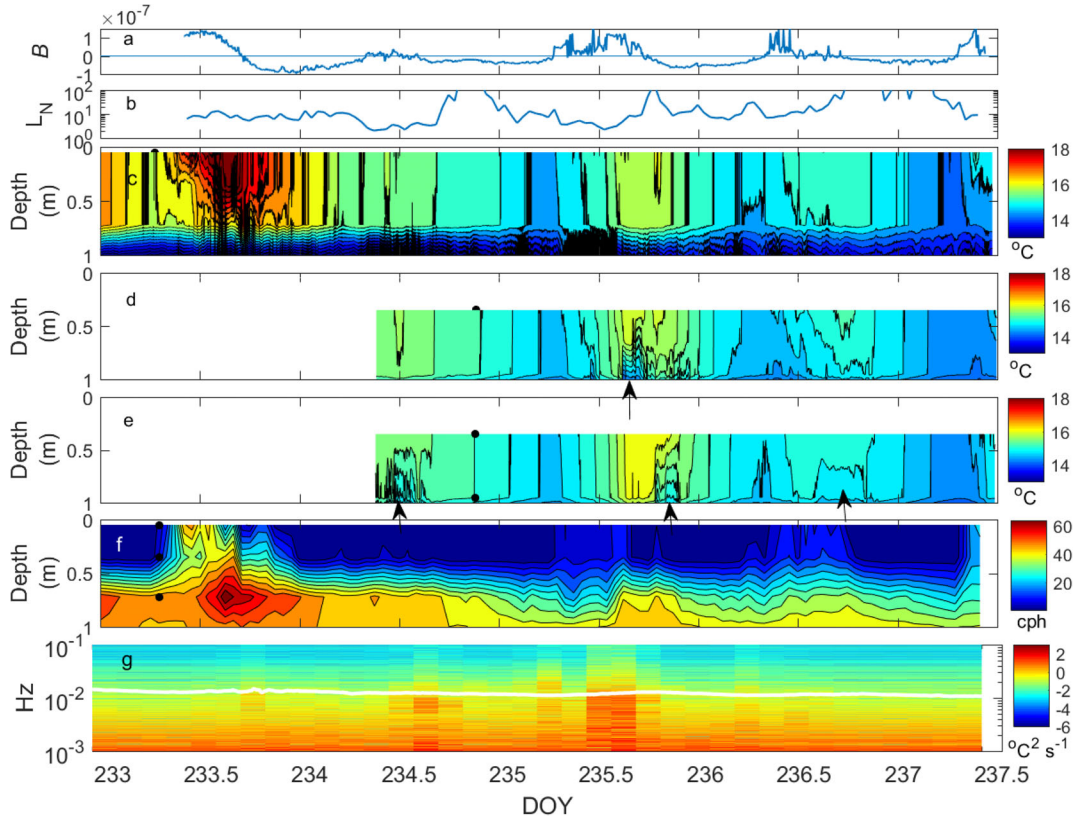 ×10⁻⁷
a
B
1
0
-1
b
L_N
10²
10¹
10⁰
c
Depth (m)
0
0.5
1
18
16
14
°C
d
Depth (m)
0
0.5
1
18
16
14
°C
e
Depth (m)
0
0.5
1
18
16
14
°C
f
Depth (m)
0
0.5
1
60
40
20
cph
g
Hz
10⁻¹
10⁻²
10⁻³
2
0
-2
-4
-6
°C² s⁻¹
233 233.5 234 234.5 235 235.5 236 236.5 237 237.5
DOY